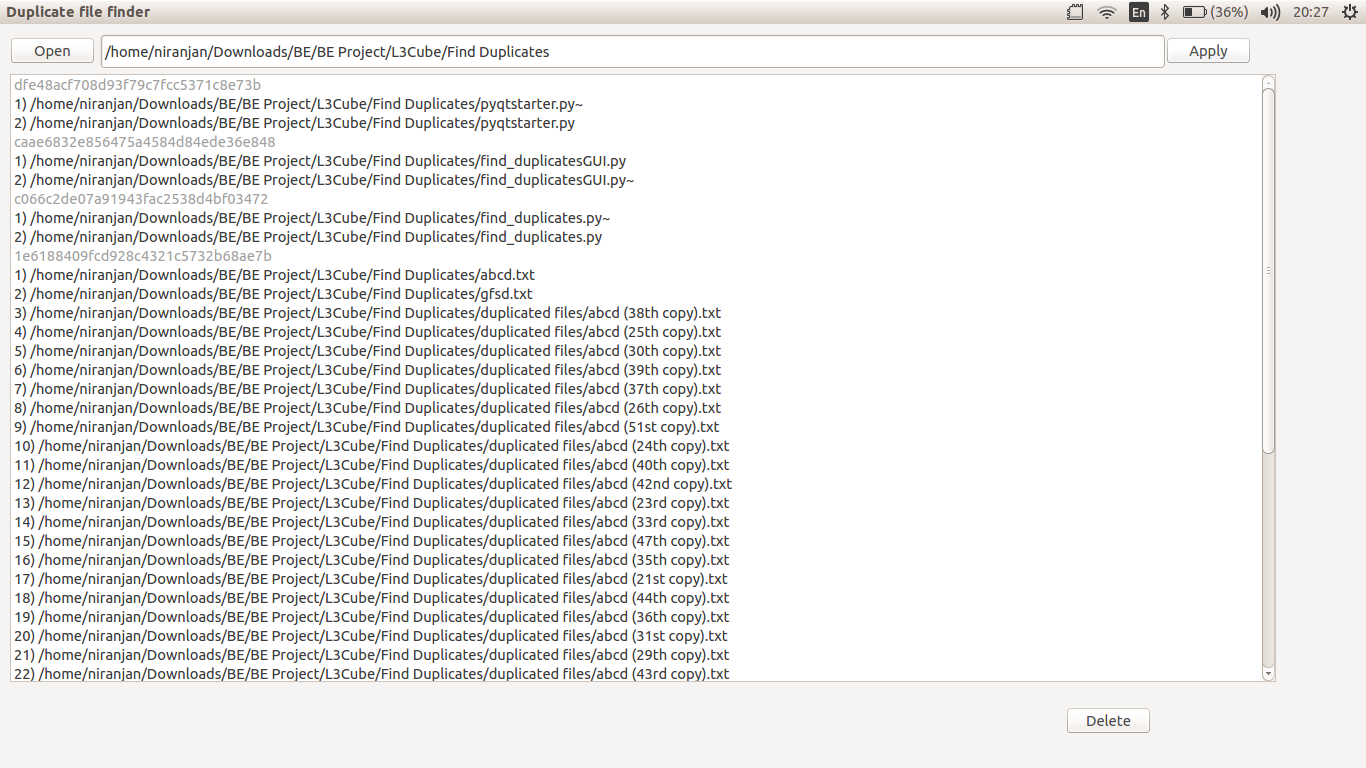 Duplicate file finder En (36%) 20:27
Open /home/niranjan/Downloads/BE/BE Project/L3Cube/Find Duplicates Apply
dfe48acf708d93f79c7fcc5371c8e73b
1) /home/niranjan/Downloads/BE/BE Project/L3Cube/Find Duplicates/pyqtstarter.py~
2) /home/niranjan/Downloads/BE/BE Project/L3Cube/Find Duplicates/pyqtstarter.py
caae6832e856475a4584d84ede36e848
1) /home/niranjan/Downloads/BE/BE Project/L3Cube/Find Duplicates/find_duplicatesGUI.py
2) /home/niranjan/Downloads/BE/BE Project/L3Cube/Find Duplicates/find_duplicatesGUI.py~
c066c2de07a91943fac2538d4bf03472
1) /home/niranjan/Downloads/BE/BE Project/L3Cube/Find Duplicates/find_duplicates.py~
2) /home/niranjan/Downloads/BE/BE Project/L3Cube/Find Duplicates/find_duplicates.py
1e6188409fcd928c4321c5732b68ae7b
1) /home/niranjan/Downloads/BE/BE Project/L3Cube/Find Duplicates/abcd.txt
2) /home/niranjan/Downloads/BE/BE Project/L3Cube/Find Duplicates/gfsd.txt
3) /home/niranjan/Downloads/BE/BE Project/L3Cube/Find Duplicates/duplicated files/abcd (38th copy).txt
4) /home/niranjan/Downloads/BE/BE Project/L3Cube/Find Duplicates/duplicated files/abcd (25th copy).txt
5) /home/niranjan/Downloads/BE/BE Project/L3Cube/Find Duplicates/duplicated files/abcd (30th copy).txt
6) /home/niranjan/Downloads/BE/BE Project/L3Cube/Find Duplicates/duplicated files/abcd (39th copy).txt
7) /home/niranjan/Downloads/BE/BE Project/L3Cube/Find Duplicates/duplicated files/abcd (37th copy).txt
8) /home/niranjan/Downloads/BE/BE Project/L3Cube/Find Duplicates/duplicated files/abcd (26th copy).txt
9) /home/niranjan/Downloads/BE/BE Project/L3Cube/Find Duplicates/duplicated files/abcd (51st copy).txt
10) /home/niranjan/Downloads/BE/BE Project/L3Cube/Find Duplicates/duplicated files/abcd (24th copy).txt
11) /home/niranjan/Downloads/BE/BE Project/L3Cube/Find Duplicates/duplicated files/abcd (40th copy).txt
12) /home/niranjan/Downloads/BE/BE Project/L3Cube/Find Duplicates/duplicated files/abcd (42nd copy).txt
13) /home/niranjan/Downloads/BE/BE Project/L3Cube/Find Duplicates/duplicated files/abcd (23rd copy).txt
14) /home/niranjan/Downloads/BE/BE Project/L3Cube/Find Duplicates/duplicated files/abcd (33rd copy).txt
15) /home/niranjan/Downloads/BE/BE Project/L3Cube/Find Duplicates/duplicated files/abcd (47th copy).txt
16) /home/niranjan/Downloads/BE/BE Project/L3Cube/Find Duplicates/duplicated files/abcd (35th copy).txt
17) /home/niranjan/Downloads/BE/BE Project/L3Cube/Find Duplicates/duplicated files/abcd (21st copy).txt
18) /home/niranjan/Downloads/BE/BE Project/L3Cube/Find Duplicates/duplicated files/abcd (44th copy).txt
19) /home/niranjan/Downloads/BE/BE Project/L3Cube/Find Duplicates/duplicated files/abcd (36th copy).txt
20) /home/niranjan/Downloads/BE/BE Project/L3Cube/Find Duplicates/duplicated files/abcd (31st copy).txt
21) /home/niranjan/Downloads/BE/BE Project/L3Cube/Find Duplicates/duplicated files/abcd (29th copy).txt
22) /home/niranjan/Downloads/BE/BE Project/L3Cube/Find Duplicates/duplicated files/abcd (43rd copy).txt
Delete